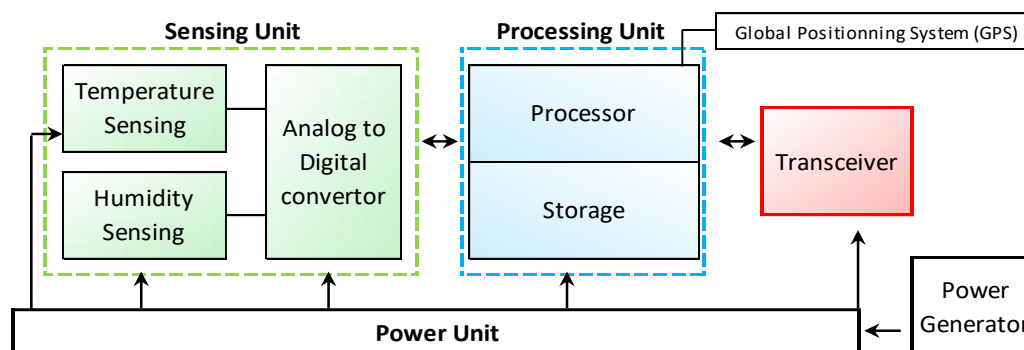 Sensing Unit
Processing Unit
Global Positionning System (GPS)
Temperature
Sensing
Analog to
Digital
convertor
Humidity
Sensing
Processor
Storage
Transceiver
Power
Generator
Power Unit